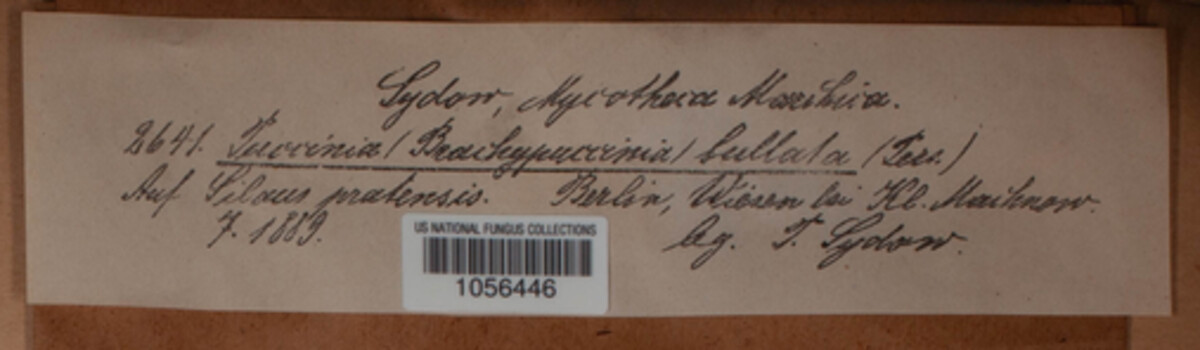 Sydow, Mycotheca Marchica.
2641. Puccinia (Brachypuccinia) bullata (Pers.)
Auf Silaus pratensis. Berlin, Wiesen bei Kl. Machnow.
7. 1889. lg. P. Sydow.
US NATIONAL FUNGUS COLLECTIONS
1056446